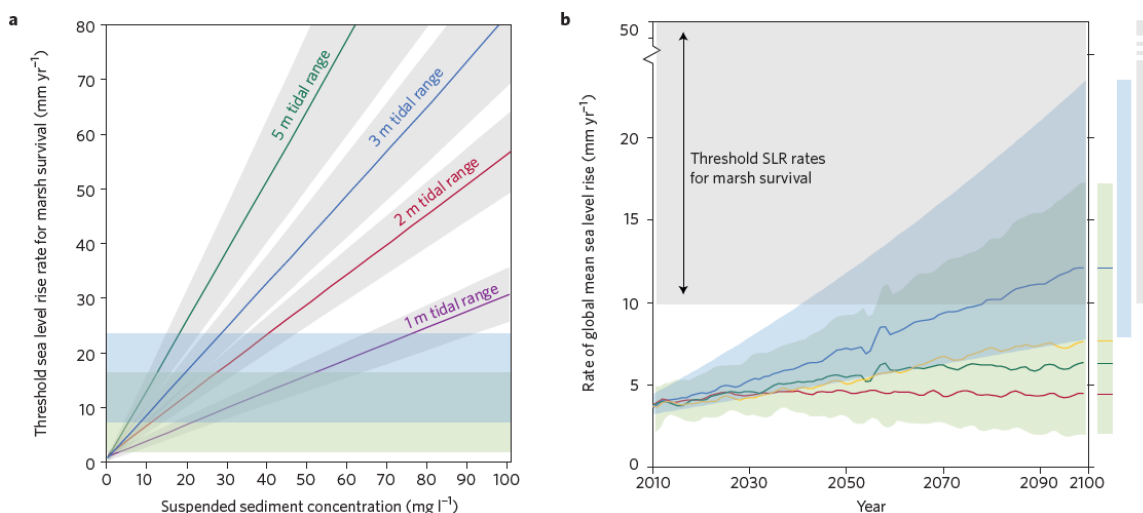 a
Threshold sea level rise rate for marsh survival (mm yr⁻¹)
80
70
60
50
40
30
20
10
0
5 m tidal range
3 m tidal range
2 m tidal range
1 m tidal range
0 10 20 30 40 50 60 70 80 90 100
Suspended sediment concentration (mg l⁻¹)
b
Rate of global mean sea level rise (mm yr⁻¹)
50
20
15
10
5
0
Threshold SLR rates
for marsh survival
2010 2030 2050 2070 2090 2100
Year